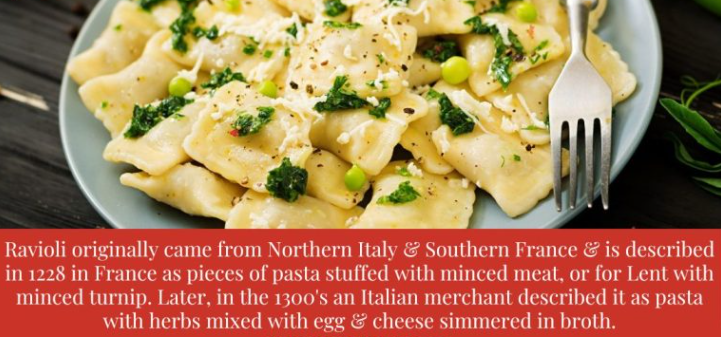 Ravioli originally came from Northern Italy & Southern France & is described
in 1228 in France as pieces of pasta stuffed with minced meat, or for Lent with
minced turnip. Later, in the 1300's an Italian merchant described it as pasta
with herbs mixed with egg & cheese simmered in broth.